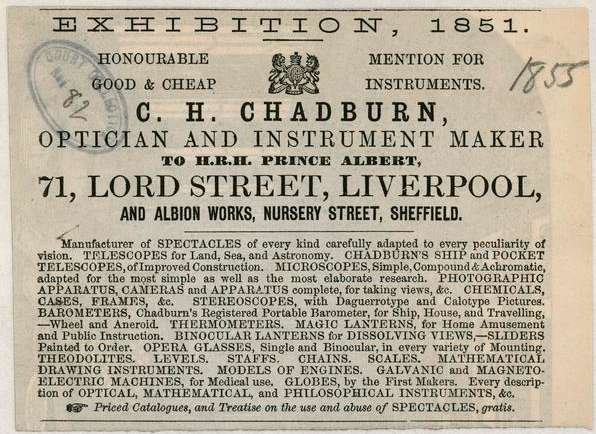 EXHIBITION, 1851.
HONOURABLE MENTION FOR
GOOD & CHEAP INSTRUMENTS.
1855
82
C. H. CHADBURN,
OPTICIAN AND INSTRUMENT MAKER
TO H.R.H. PRINCE ALBERT,
71, LORD STREET, LIVERPOOL,
AND ALBION WORKS, NURSERY STREET, SHEFFIELD.
Manufacturer of SPECTACLES of every kind carefully adapted to every peculiarity of
vision. TELESCOPES for Land, Sea, and Astronomy. CHADBURN'S SHIP and POCKET
TELESCOPES, of Improved Construction. MICROSCOPES, Simple, Compound & Achromatic,
adapted for the most simple as well as the most elaborate research. PHOTOGRAPHIC
APPARATUS, CAMERAS and APPARATUS complete, for taking views, &c. CHEMICALS,
CASES, FRAMES, &c. STEREOSCOPES, with Daguerrotype and Calotype Pictures.
BAROMETERS, Chadburn's Registered Portable Barometer, for Ship, House, and Travelling,
—Wheel and Aneroid. THERMOMETERS. MAGIC LANTERNS, for Home Amusement
and Public Instruction. BINOCULAR LANTERNS for DISSOLVING VIEWS,—SLIDERS
Painted to Order. OPERA GLASSES, Single and Binocular, in every variety of Mounting.
THEODOLITES. LEVELS. STAFFS. CHAINS. SCALES. MATHEMATICAL
DRAWING INSTRUMENTS. MODELS OF ENGINES. GALVANIC and MAGNETO-
ELECTRIC MACHINES, for Medical use. GLOBES, by the First Makers. Every descrip-
tion of OPTICAL, MATHEMATICAL, and PHILOSOPHICAL INSTRUMENTS, &c.
☞ Priced Catalogues, and Treatise on the use and abuse of SPECTACLES, gratis.